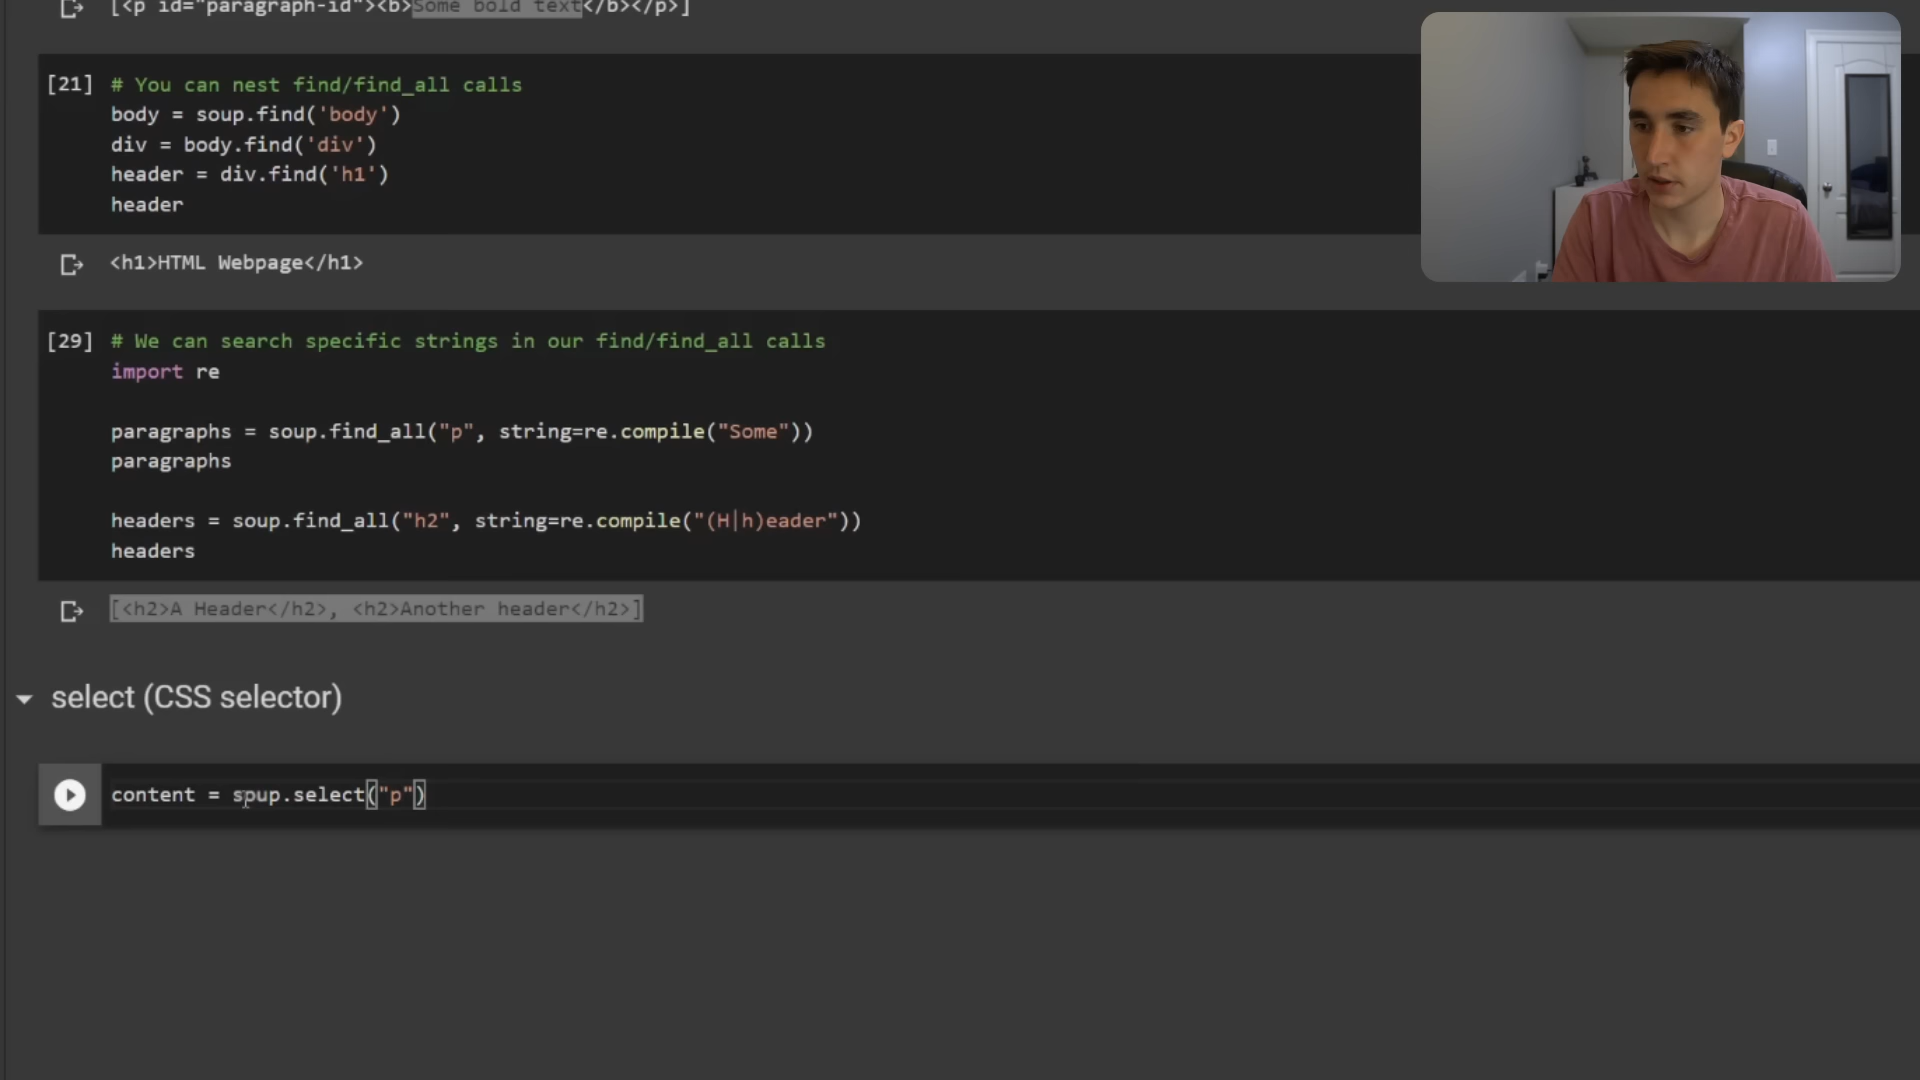 [<p id="paragraph-id"><b>Some bold text</b></p>]
[21] # You can nest find/find_all calls
body = soup.find('body')
div = body.find('div')
header = div.find('h1')
header
<h1>HTML Webpage</h1>
[29] # We can search specific strings in our find/find_all calls
import re
paragraphs = soup.find_all("p", string=re.compile("Some"))
paragraphs
headers = soup.find_all("h2", string=re.compile("(H|h)eader"))
headers
[<h2>A Header</h2>, <h2>Another header</h2>]
select (CSS selector)
content = soup.select("p")